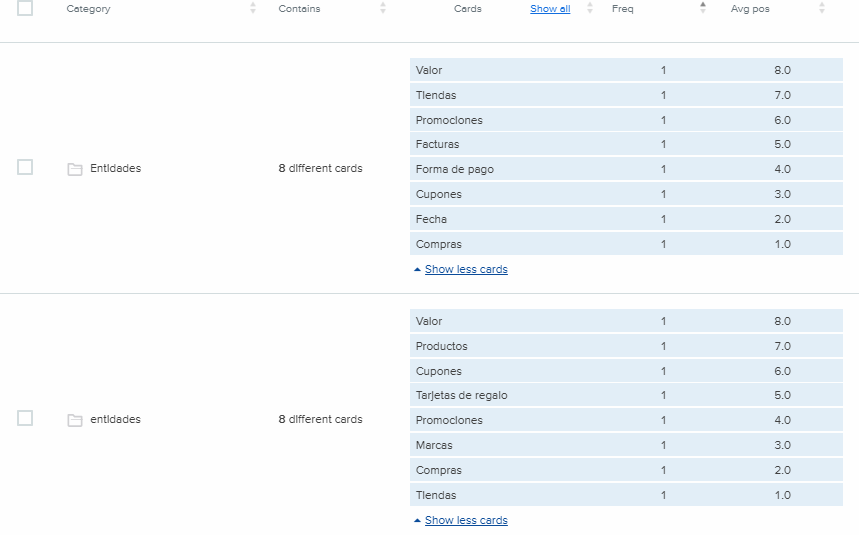 Category Contains Cards Show all Freq Avg pos
Valor 1 8.0
Tiendas 1 7.0
Promociones 1 6.0
Facturas 1 5.0
Entidades 8 different cards Forma de pago 1 4.0
Cupones 1 3.0
Fecha 1 2.0
Compras 1 1.0
Show less cards
Valor 1 8.0
Productos 1 7.0
Cupones 1 6.0
Tarjetas de regalo 1 5.0
entidades 8 different cards Promociones 1 4.0
Marcas 1 3.0
Compras 1 2.0
Tiendas 1 1.0
Show less cards